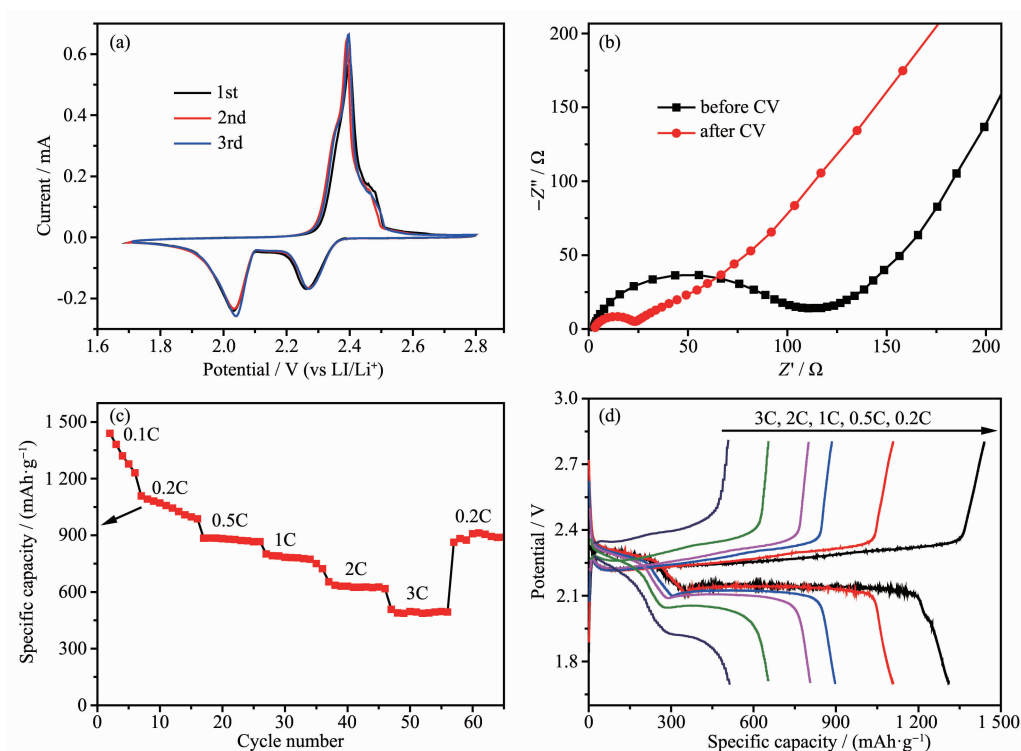 (a)
0.6
0.4
0.2
0.0
-0.2
1.6
1.8
2.0
2.2
2.4
2.6
2.8
Current / mA
Potential / V (vs LI/Li⁺)
1st
2nd
3rd
(b)
200
150
100
50
0
0
50
100
150
200
−Z″ / Ω
Z′ / Ω
before CV
after CV
(c)
1 500
1200
900
600
300
0
0
10
20
30
40
50
60
Specific capacity / (mAh·g⁻¹)
Cycle number
0.1C
0.2C
0.5C
1C
2C
3C
0.2C
(d)
3C, 2C, 1C, 0.5C, 0.2C
3.0
2.7
2.4
2.1
1.8
0
300
600
900
1 200
1 500
Potential / V
Specific capacity / (mAh·g⁻¹)